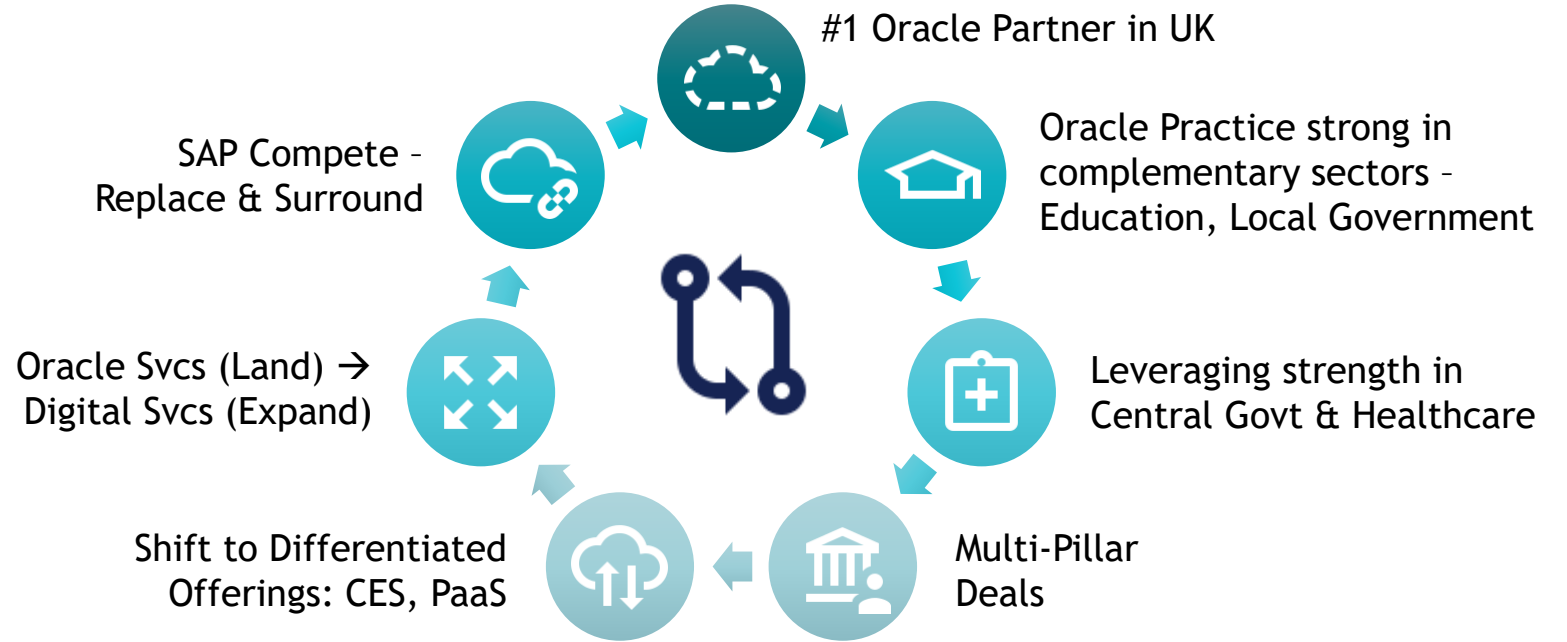 #1 Oracle Partner in UK
Oracle Practice strong in
complementary sectors –
Education, Local Government
Leveraging strength in
Central Govt & Healthcare
Multi-Pillar
Deals
Shift to Differentiated
Offerings: CES, PaaS
Oracle Svcs (Land) →
Digital Svcs (Expand)
SAP Compete –
Replace & Surround